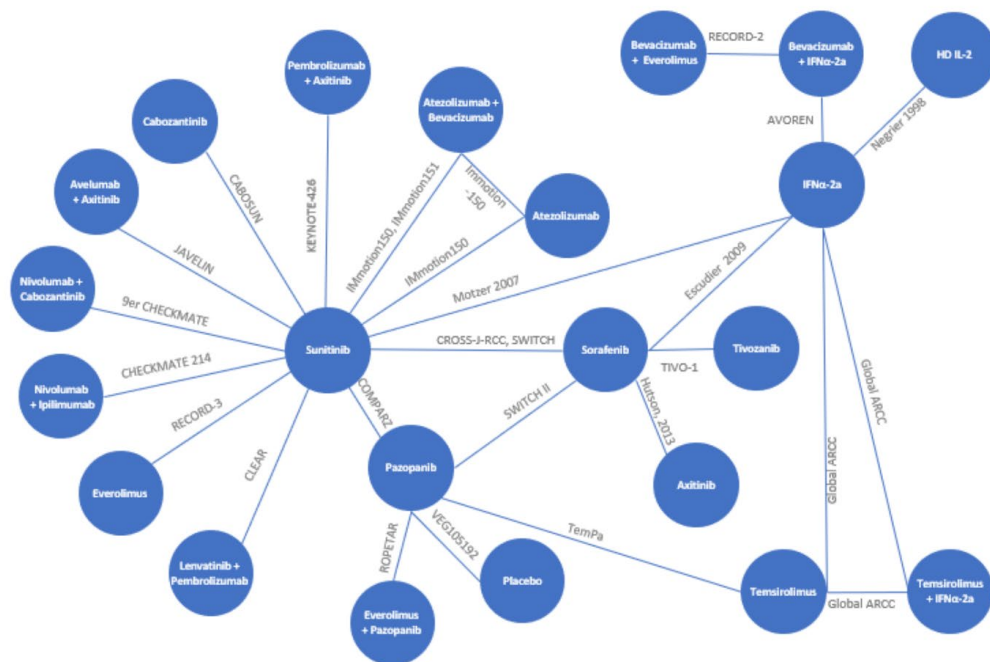 RECORD-2
Bevacizumab
+ Everolimus
Bevacizumab
+ IFNα-2a
HD IL-2
Pembrolizumab
+ Axitinib
Atezolizumab +
Bevacizumab
Cabozantinib
AVOREN
Negrier 1998
Avelumab
+ Axitinib
CABOSUN
KEYNOTE-426
IMmotion150, IMmotion151
Immotion
-150
Atezolizumab
IFNα-2a
JAVELIN
IMmotion150
Motzer 2007
Escudier 2009
Nivolumab +
Cabozantinib
9er CHECKMATE
Sunitinib
CROSS-J-RCC, SWITCH
Sorafenib
TIVO-1
Tivozanib
CHECKMATE 214
Nivolumab
+ Ipilimumab
COMPARZ
SWITCH II
Hutson, 2013
Global ARCC
RECORD-3
CLEAR
Pazopanib
Axitinib
Global ARCC
Everolimus
ROPETAR
VEG105192
TemPa
Lenvatinib +
Pembrolizumab
Placebo
Everolimus
+ Pazopanib
Temsirolimus
Global ARCC
Temsirolimus
+ IFNα-2a